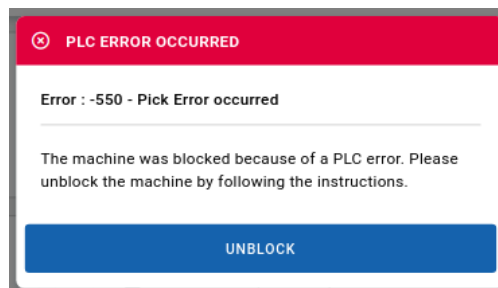 PLC ERROR OCCURRED
Error : -550 - Pick Error occurred
The machine was blocked because of a PLC error. Please
unblock the machine by following the instructions.
UNBLOCK